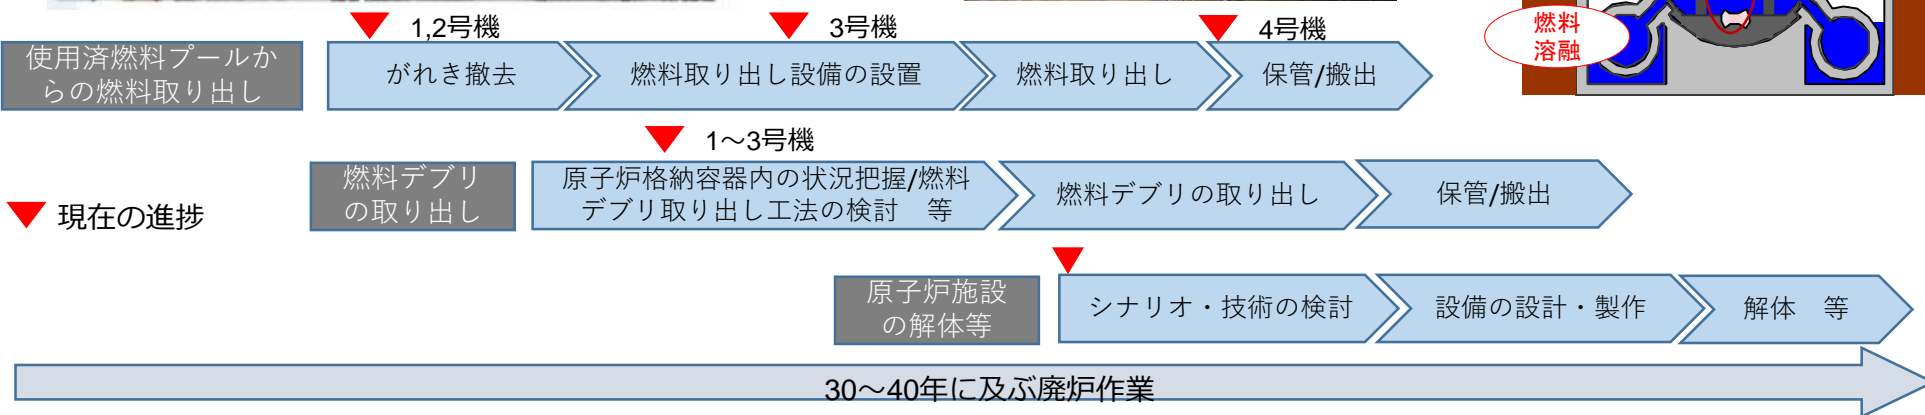 燃料
溶融
1,2号機
3号機
4号機
使用済燃料プールか
らの燃料取り出し
がれき撤去
燃料取り出し設備の設置
燃料取り出し
保管/搬出
1～3号機
燃料デブリ
の取り出し
原子炉格納容器内の状況把握/燃料
デブリ取り出し工法の検討　等
燃料デブリの取り出し
保管/搬出
現在の進捗
原子炉施設
の解体等
シナリオ・技術の検討
設備の設計・製作
解体　等
30～40年に及ぶ廃炉作業